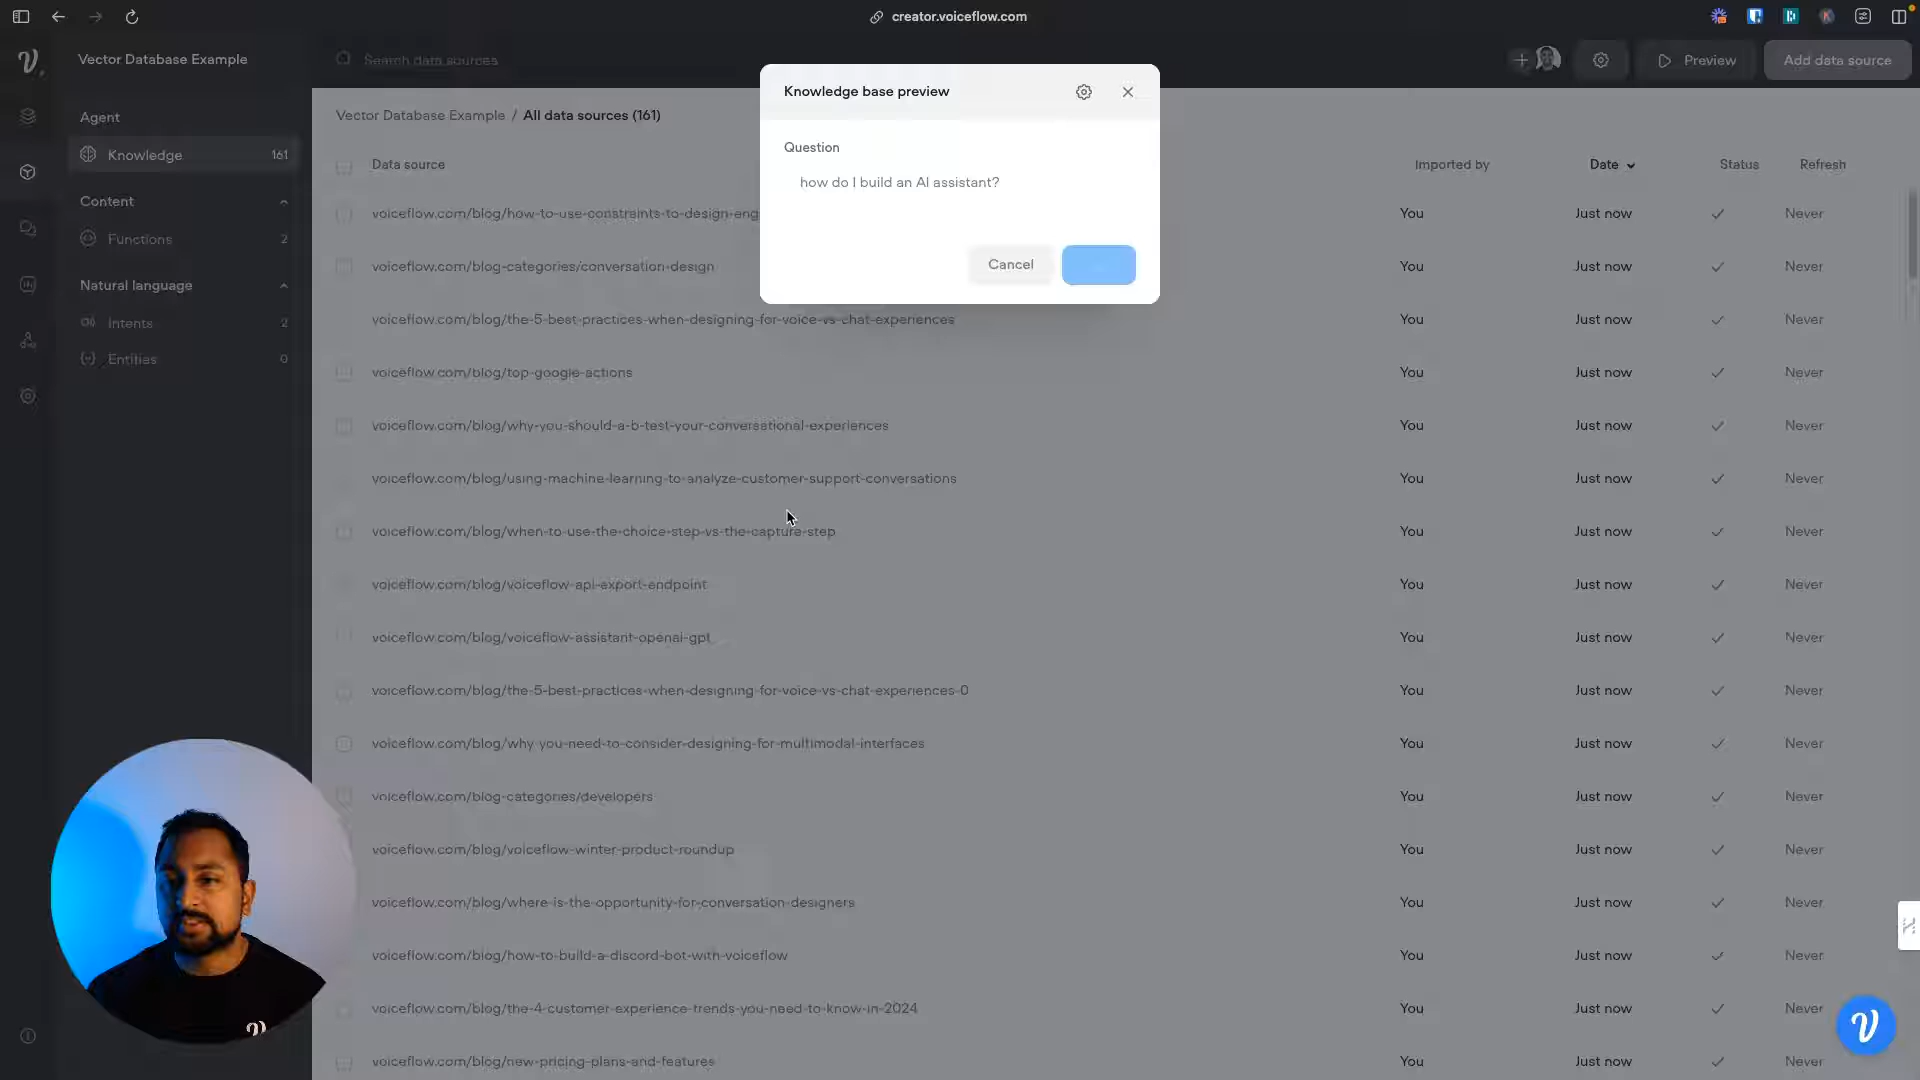 creator.voiceflow.com
Vector Database Example
Search data sources
Preview
Add data source
Agent
Knowledge 161
Content
Functions 2
Natural language
Intents 2
Entities 0
Vector Database Example / All data sources (161)
Data source Imported by Date Status Refresh
Knowledge base preview
Question
how do I build an AI assistant?
Cancel
voiceflow.com/blog/how-to-use-constraints-to-design-eng You Just now Never
voiceflow.com/blog-categories/conversation-design You Just now Never
voiceflow.com/blog/the-5-best-practices-when-designing-for-voice-vs-chat-experiences You Just now Never
voiceflow.com/blog/top-google-actions You Just now Never
voiceflow.com/blog/why-you-should-a-b-test-your-conversational-experiences You Just now Never
voiceflow.com/blog/using-machine-learning-to-analyze-customer-support-conversations You Just now Never
voiceflow.com/blog/when-to-use-the-choice-step-vs-the-capture-step You Just now Never
voiceflow.com/blog/voiceflow-api-export-endpoint You Just now Never
voiceflow.com/blog/voiceflow-assistant-openai-gpt You Just now Never
voiceflow.com/blog/the-5-best-practices-when-designing-for-voice-vs-chat-experiences-0 You Just now Never
voiceflow.com/blog/why-you-need-to-consider-designing-for-multimodal-interfaces You Just now Never
voiceflow.com/blog-categories/developers You Just now Never
voiceflow.com/blog/voiceflow-winter-product-roundup You Just now Never
voiceflow.com/blog/where-is-the-opportunity-for-conversation-designers You Just now Never
voiceflow.com/blog/how-to-build-a-discord-bot-with-voiceflow You Just now Never
voiceflow.com/blog/the-4-customer-experience-trends-you-need-to-know-in-2024 You Just now Never
voiceflow.com/blog/new-pricing-plans-and-features You Just now Never